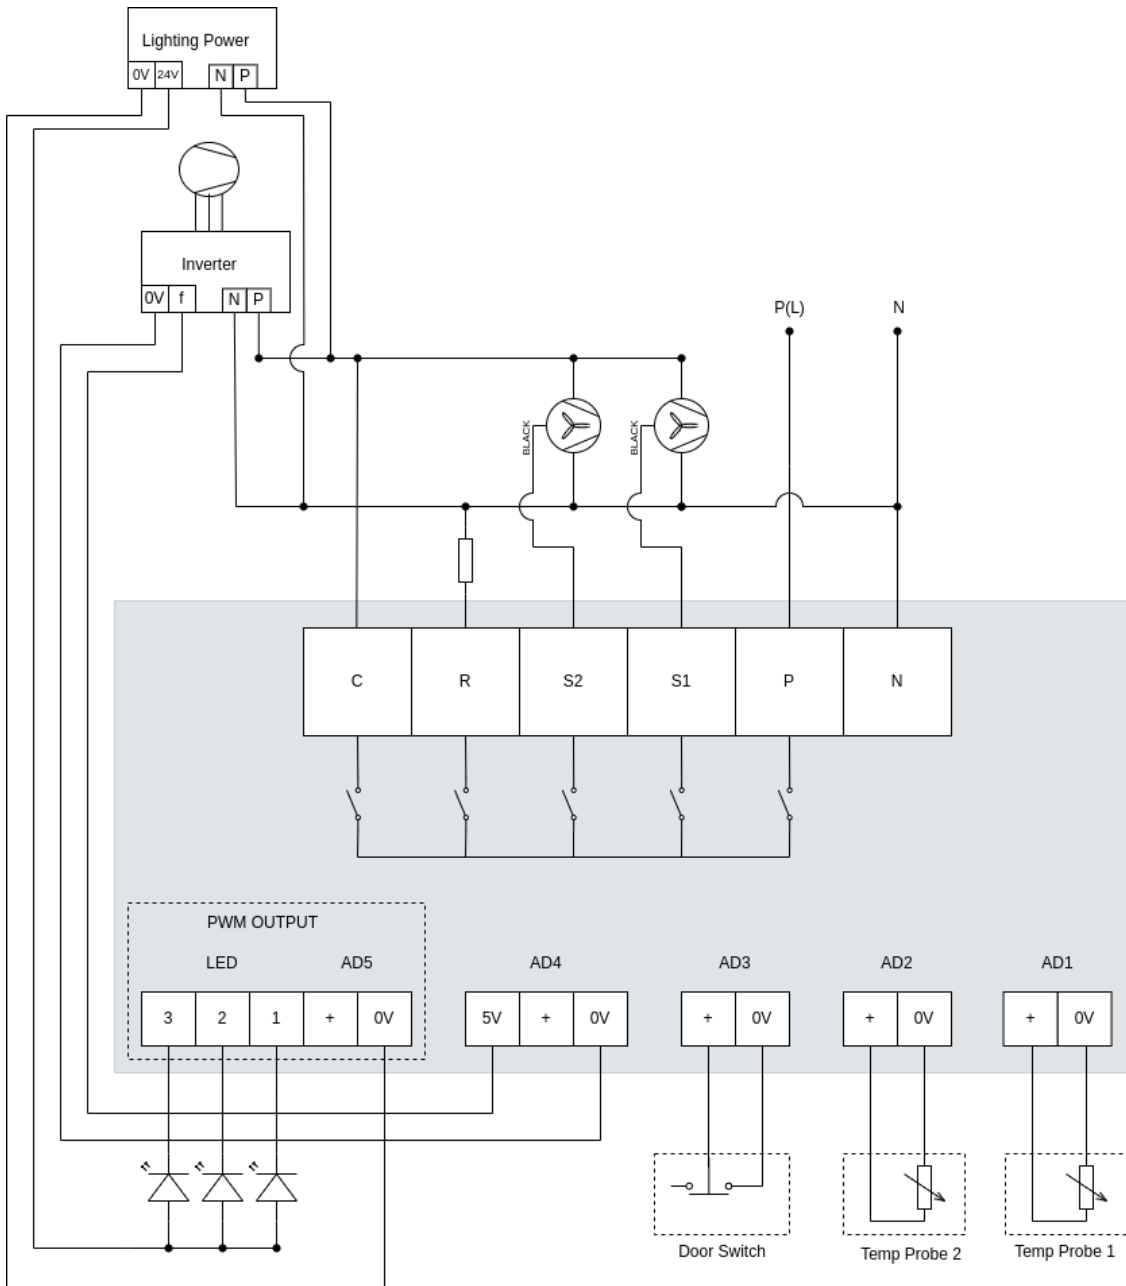 Lighting Power
0V 24V N P
Inverter
0V f N P
P(L) N
BLACK BLACK
C R S2 S1 P N
PWM OUTPUT
LED AD5 AD4 AD3 AD2 AD1
3 2 1 + 0V 5V + 0V + 0V + 0V + 0V
Door Switch Temp Probe 2 Temp Probe 1